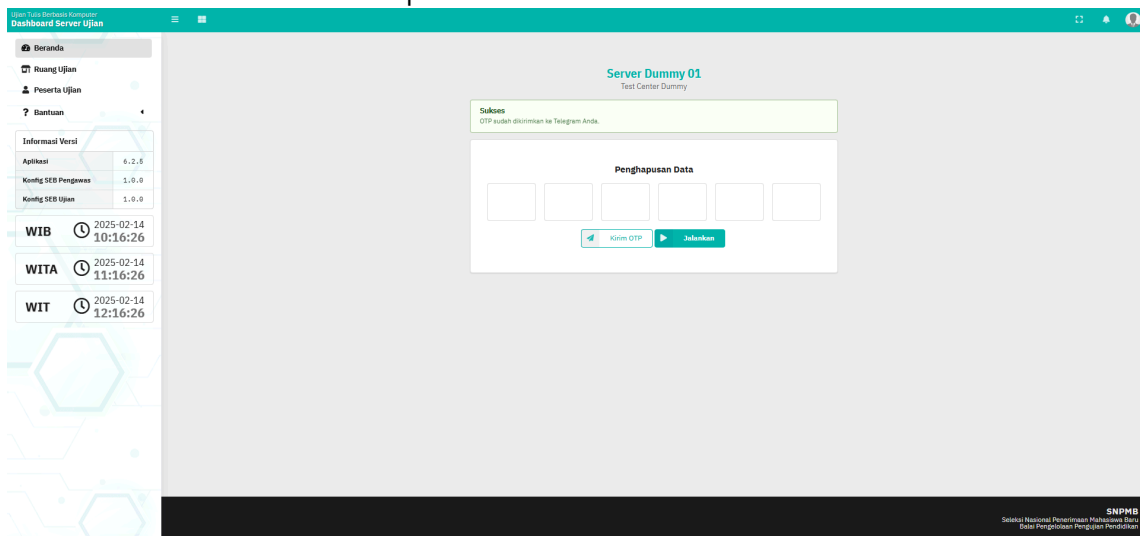 Ujian Tulis Berbasis Komputer
Dashboard Server Ujian
Beranda
Ruang Ujian
Peserta Ujian
Bantuan
Informasi Versi
Aplikasi 6.2.5
Konfig SEB Pengawas 1.0.0
Konfig SEB Ujian 1.0.0
WIB 2025-02-14
10:16:26
WITA 2025-02-14
11:16:26
WIT 2025-02-14
12:16:26
Server Dummy 01
Test Center Dummy
Sukses
OTP sudah dikirimkan ke Telegram Anda.
Penghapusan Data
Kirim OTP Jalankan
SNPMB
Seleksi Nasional Penerimaan Mahasiswa Baru
Balai Pengelolaan Pengujian Pendidikan